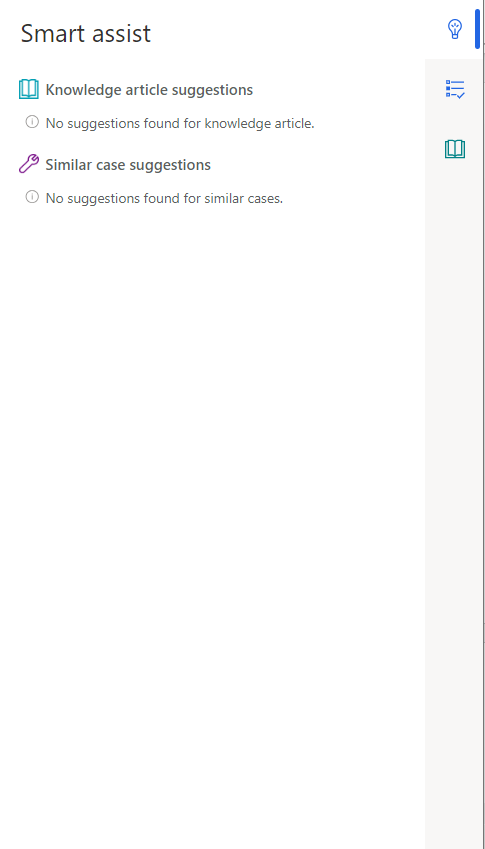 Smart assist
Knowledge article suggestions
No suggestions found for knowledge article.
Similar case suggestions
No suggestions found for similar cases.